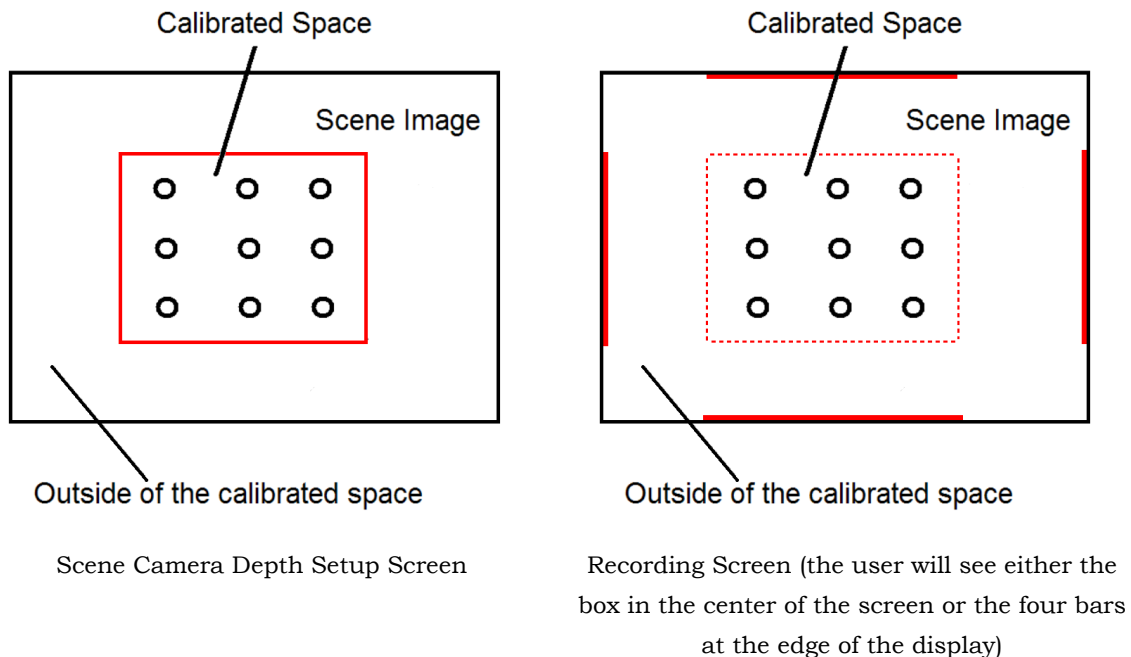 Calibrated Space
Scene Image
Outside of the calibrated space
Scene Camera Depth Setup Screen
Calibrated Space
Scene Image
Outside of the calibrated space
Recording Screen (the user will see either the
box in the center of the screen or the four bars
at the edge of the display)